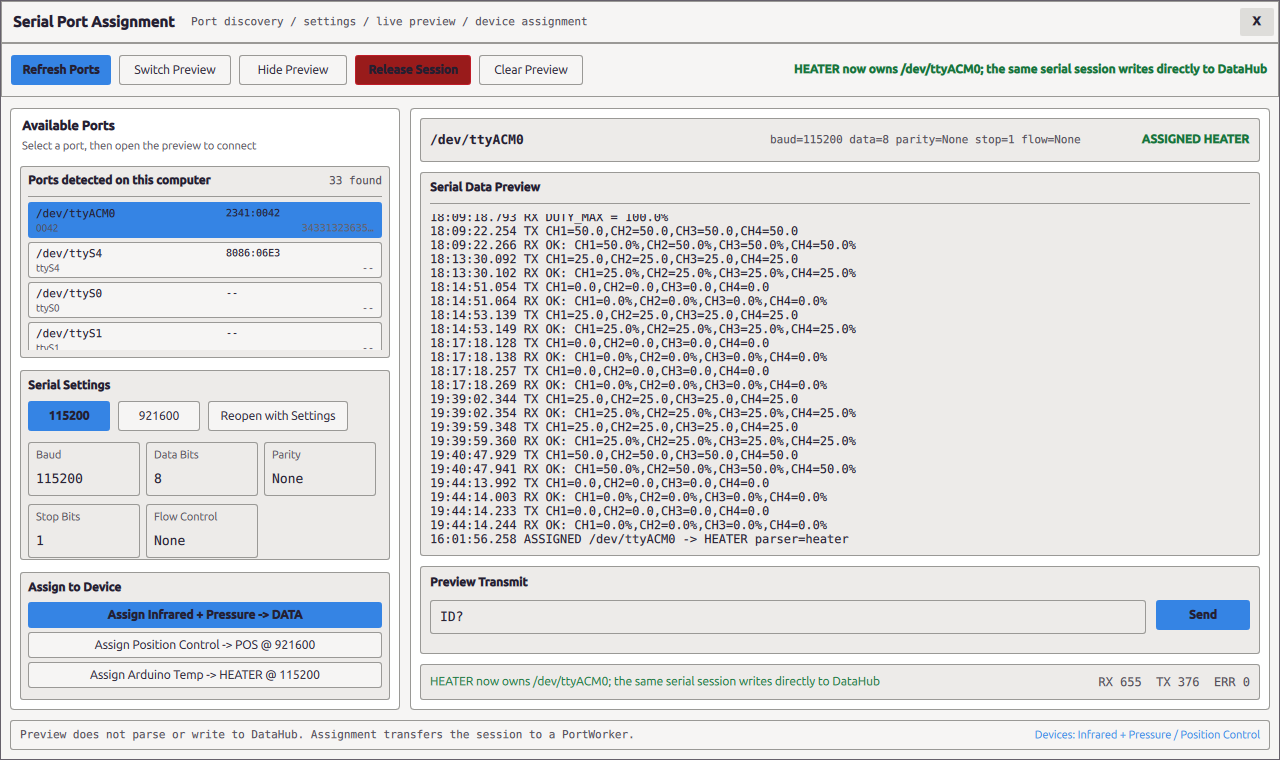 Serial Port Assignment
Port discovery / settings / live preview / device assignment
X
Refresh Ports
Switch Preview
Hide Preview
Release Session
Clear Preview
HEATER now owns /dev/ttyACM0; the same serial session writes directly to DataHub
Available Ports
Select a port, then open the preview to connect
Ports detected on this computer
33 found
/dev/ttyACM0 2341:0042
0042 34331323635…
/dev/ttyS4 8086:06E3
ttyS4 --
/dev/ttyS0 --
ttyS0 --
/dev/ttyS1 --
ttyS1 --
Serial Settings
115200
921600
Reopen with Settings
Baud
115200
Data Bits
8
Parity
None
Stop Bits
1
Flow Control
None
Assign to Device
Assign Infrared + Pressure -> DATA
Assign Position Control -> POS @ 921600
Assign Arduino Temp -> HEATER @ 115200
/dev/ttyACM0
baud=115200 data=8 parity=None stop=1 flow=None
ASSIGNED HEATER
Serial Data Preview
18:09:18.793 RX DUTY_MAX = 100.0%
18:09:22.254 TX CH1=50.0,CH2=50.0,CH3=50.0,CH4=50.0
18:09:22.266 RX OK: CH1=50.0%,CH2=50.0%,CH3=50.0%,CH4=50.0%
18:13:30.092 TX CH1=25.0,CH2=25.0,CH3=25.0,CH4=25.0
18:13:30.102 RX OK: CH1=25.0%,CH2=25.0%,CH3=25.0%,CH4=25.0%
18:14:51.054 TX CH1=0.0,CH2=0.0,CH3=0.0,CH4=0.0
18:14:51.064 RX OK: CH1=0.0%,CH2=0.0%,CH3=0.0%,CH4=0.0%
18:14:53.139 TX CH1=25.0,CH2=25.0,CH3=25.0,CH4=25.0
18:14:53.149 RX OK: CH1=25.0%,CH2=25.0%,CH3=25.0%,CH4=25.0%
18:17:18.128 TX CH1=0.0,CH2=0.0,CH3=0.0,CH4=0.0
18:17:18.138 RX OK: CH1=0.0%,CH2=0.0%,CH3=0.0%,CH4=0.0%
18:17:18.257 TX CH1=0.0,CH2=0.0,CH3=0.0,CH4=0.0
18:17:18.269 RX OK: CH1=0.0%,CH2=0.0%,CH3=0.0%,CH4=0.0%
19:39:02.344 TX CH1=25.0,CH2=25.0,CH3=25.0,CH4=25.0
19:39:02.354 RX OK: CH1=25.0%,CH2=25.0%,CH3=25.0%,CH4=25.0%
19:39:59.348 TX CH1=25.0,CH2=25.0,CH3=25.0,CH4=25.0
19:39:59.360 RX OK: CH1=25.0%,CH2=25.0%,CH3=25.0%,CH4=25.0%
19:40:47.929 TX CH1=50.0,CH2=50.0,CH3=50.0,CH4=50.0
19:40:47.941 RX OK: CH1=50.0%,CH2=50.0%,CH3=50.0%,CH4=50.0%
19:44:13.992 TX CH1=0.0,CH2=0.0,CH3=0.0,CH4=0.0
19:44:14.003 RX OK: CH1=0.0%,CH2=0.0%,CH3=0.0%,CH4=0.0%
19:44:14.233 TX CH1=0.0,CH2=0.0,CH3=0.0,CH4=0.0
19:44:14.244 RX OK: CH1=0.0%,CH2=0.0%,CH3=0.0%,CH4=0.0%
16:01:56.258 ASSIGNED /dev/ttyACM0 -> HEATER parser=heater
Preview Transmit
ID?
Send
HEATER now owns /dev/ttyACM0; the same serial session writes directly to DataHub
RX 655 TX 376 ERR 0
Preview does not parse or write to DataHub. Assignment transfers the session to a PortWorker.
Devices: Infrared + Pressure / Position Control